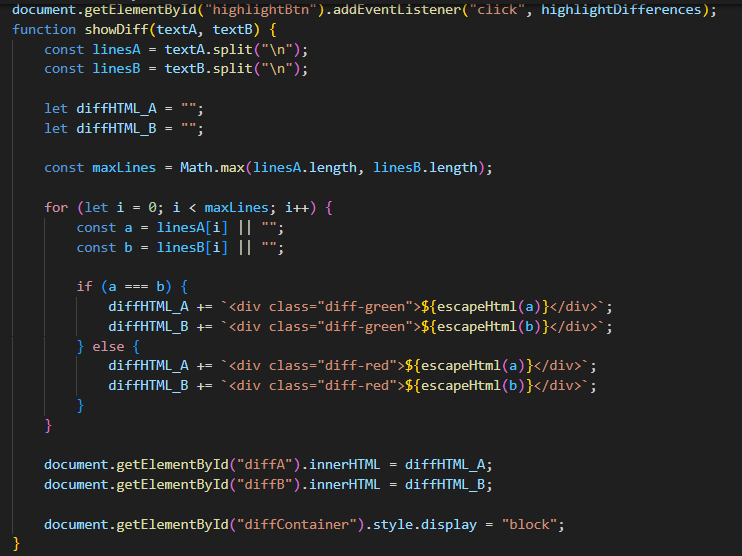 document.getElementById("highlightBtn").addEventListener("click", highlightDifferences);
function showDiff(textA, textB) {
    const linesA = textA.split("\n");
    const linesB = textB.split("\n");

    let diffHTML_A = "";
    let diffHTML_B = "";

    const maxLines = Math.max(linesA.length, linesB.length);

    for (let i = 0; i < maxLines; i++) {
        const a = linesA[i] || "";
        const b = linesB[i] || "";

        if (a === b) {
            diffHTML_A += `<div class="diff-green">${escapeHtml(a)}</div>`;
            diffHTML_B += `<div class="diff-green">${escapeHtml(b)}</div>`;
        } else {
            diffHTML_A += `<div class="diff-red">${escapeHtml(a)}</div>`;
            diffHTML_B += `<div class="diff-red">${escapeHtml(b)}</div>`;
        }
    }

    document.getElementById("diffA").innerHTML = diffHTML_A;
    document.getElementById("diffB").innerHTML = diffHTML_B;

    document.getElementById("diffContainer").style.display = "block";
}